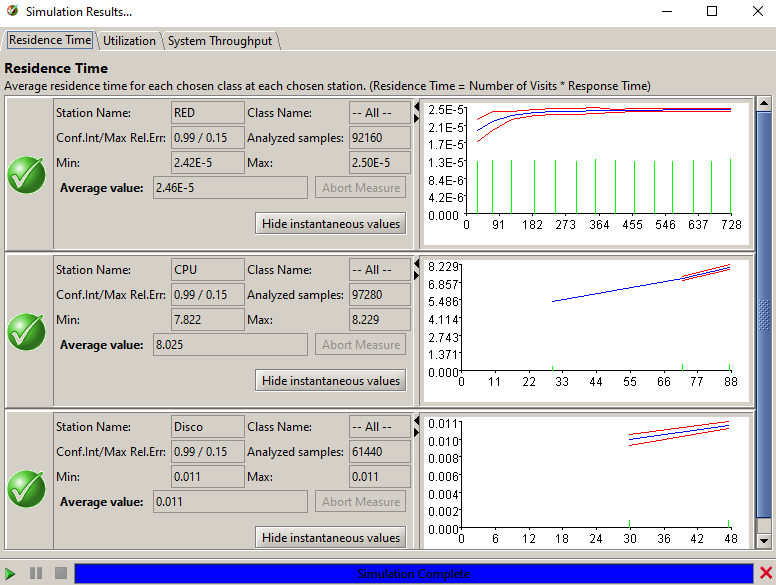 Simulation Results...
Residence Time Utilization System Throughput
Residence Time
Average residence time for each chosen class at each chosen station. (Residence Time = Number of Visits * Response Time)
Station Name: RED Class Name: -- All --
Conf.Int/Max Rel.Err: 0.99 / 0.15 Analyzed samples: 92160
Min: 2.42E-5 Max: 2.50E-5
Average value: 2.46E-5 Abort Measure
Hide instantaneous values
2.5E-5
2.1E-5
1.7E-5
1.3E-5
8.4E-6
4.2E-6
0.000
0 91 182 273 364 455 546 637 728
Station Name: CPU Class Name: -- All --
Conf.Int/Max Rel.Err: 0.99 / 0.15 Analyzed samples: 97280
Min: 7.822 Max: 8.229
Average value: 8.025 Abort Measure
Hide instantaneous values
8.229
6.857
5.486
4.114
2.743
1.371
0.000
0 11 22 33 44 55 66 77 88
Station Name: Disco Class Name: -- All --
Conf.Int/Max Rel.Err: 0.99 / 0.15 Analyzed samples: 61440
Min: 0.011 Max: 0.011
Average value: 0.011 Abort Measure
Hide instantaneous values
0.011
0.010
0.008
0.006
0.004
0.002
0.000
0 6 12 18 24 30 36 42 48
Simulation Complete